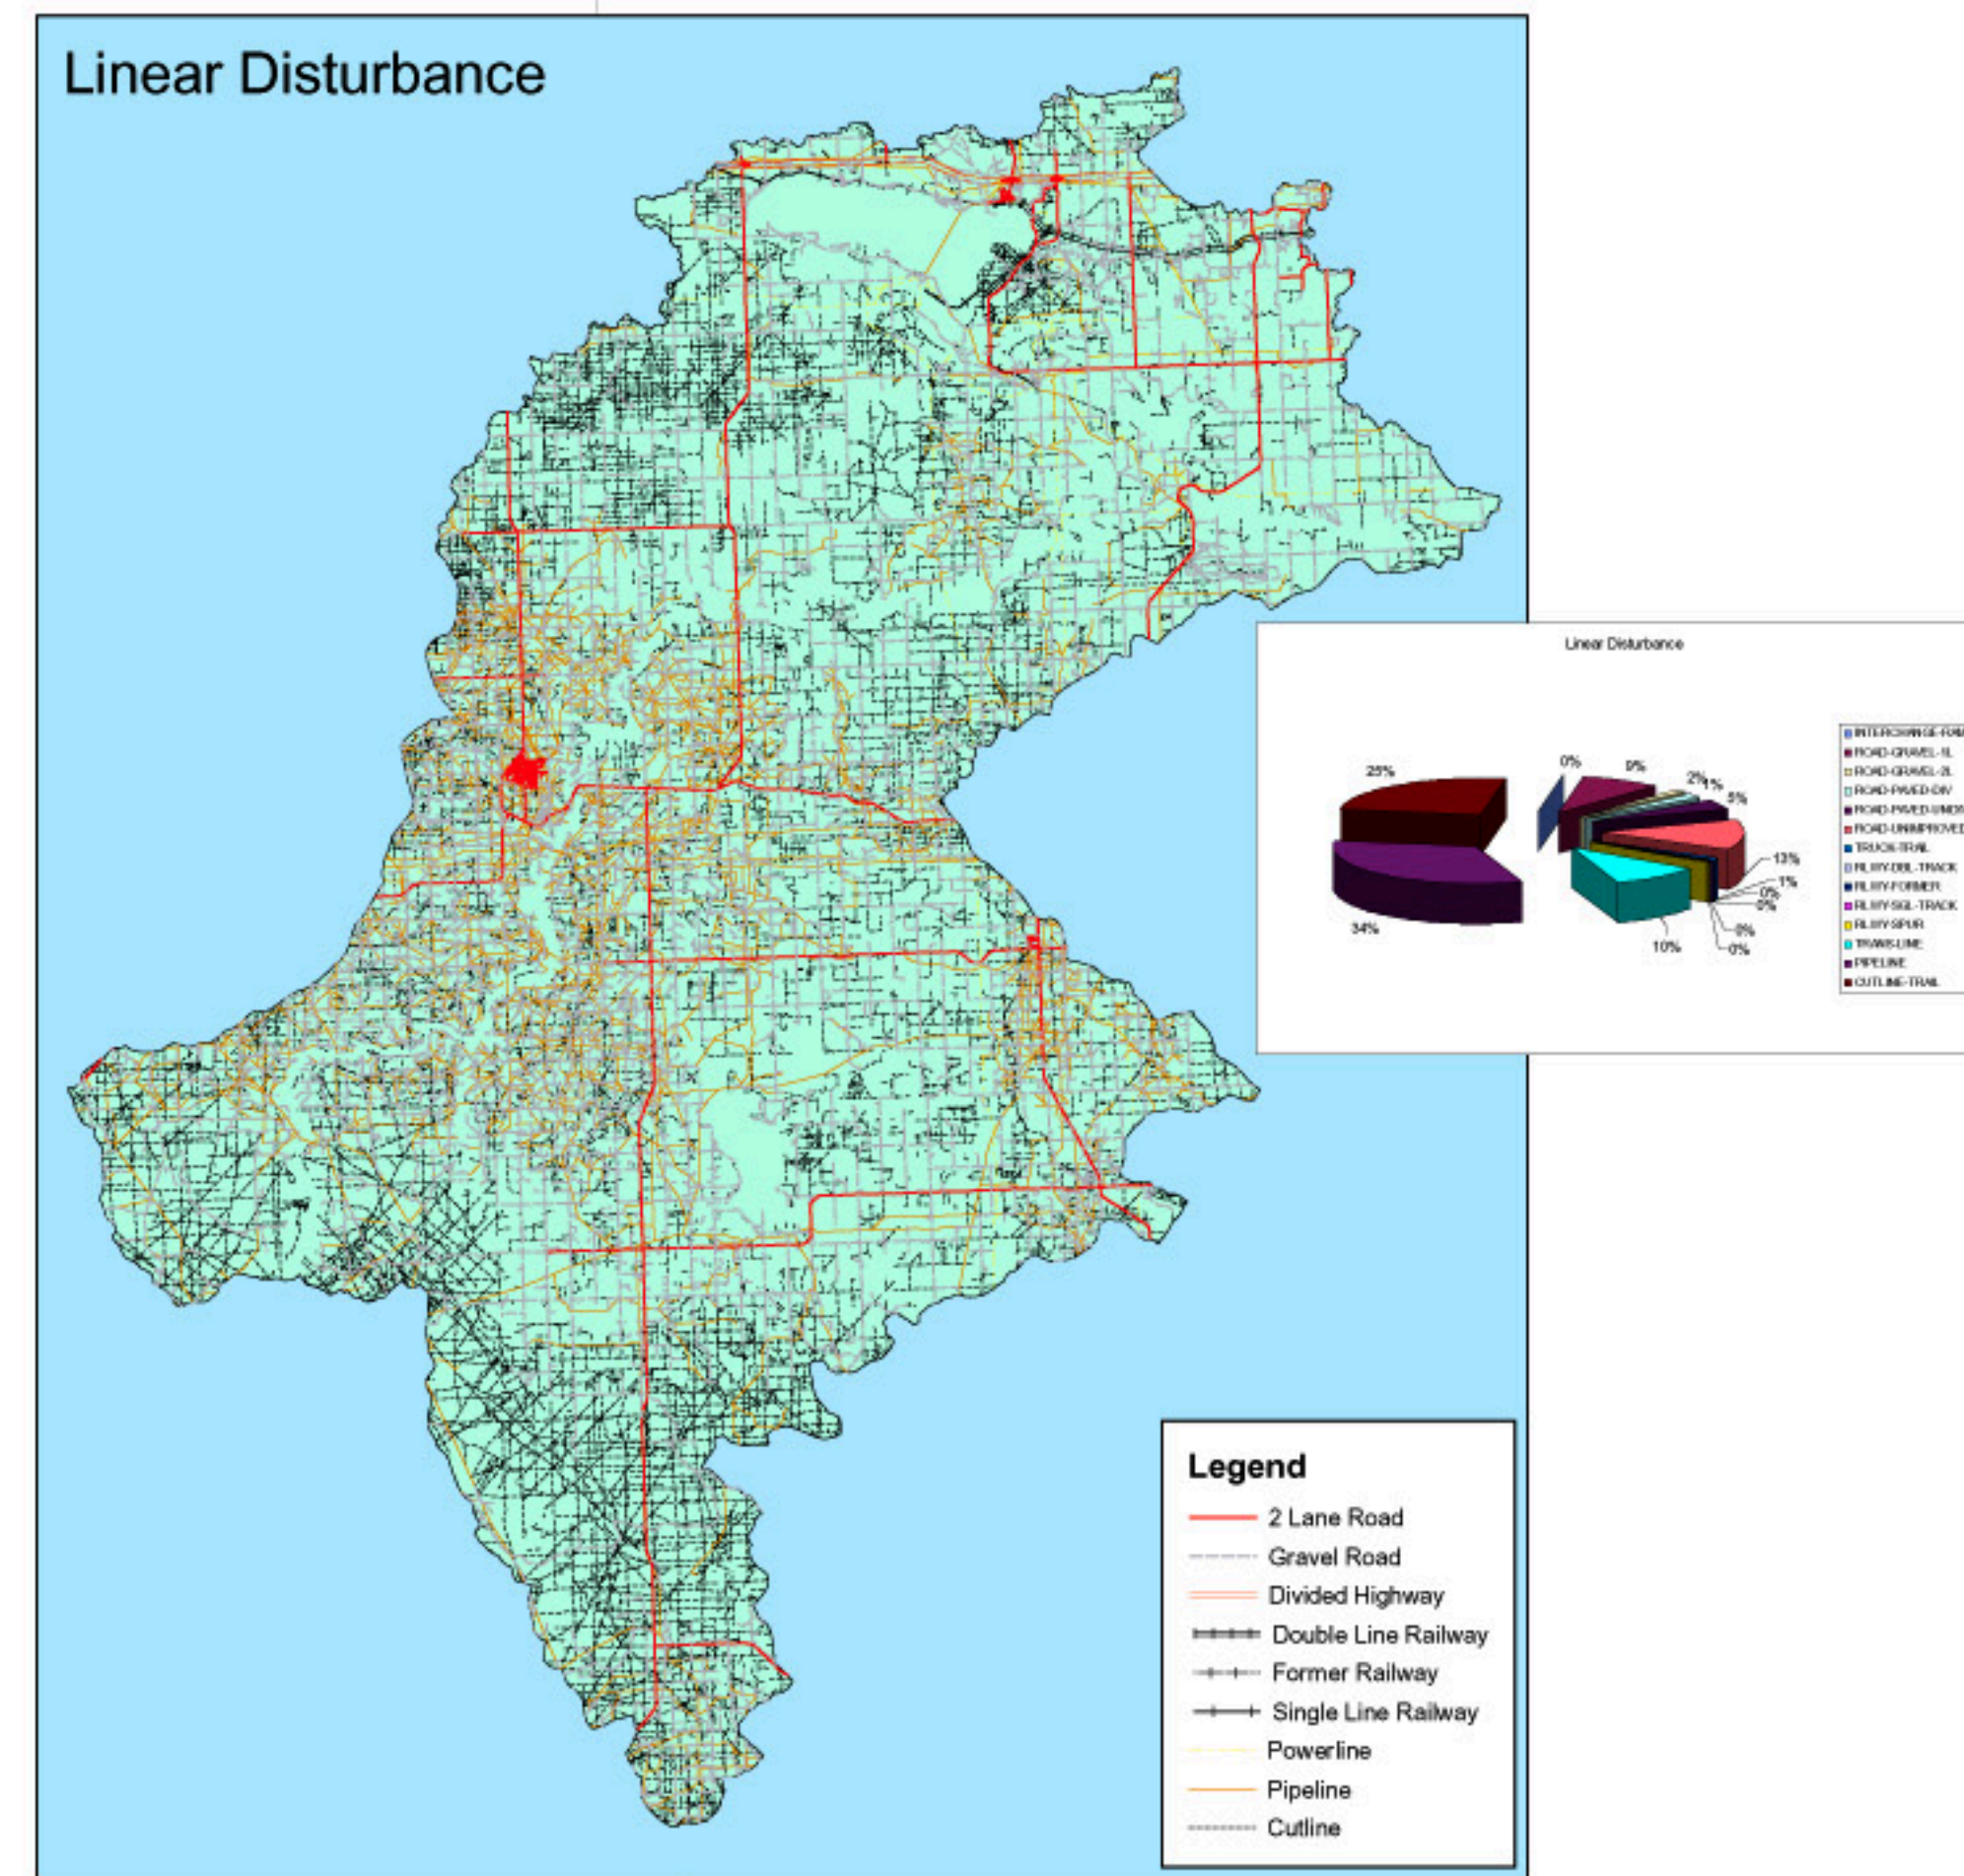 Linear Disturbance
Linear Disturbance
25%
0%
9%
2%
1%
5%
13%
1%
0%
0%
0%
0%
10%
34%
ROAD-GRAVEL-1L
ROAD-GRAVEL-2L
ROAD-PAVED-DIV
ROAD-UNIMPROVED
TRUCK-TRAIL
RLWY-DBL-TRACK
RLWY-FORMER
RLWY-SGL-TRACK
RLWY-SPUR
TRANS-LINE
PIPELINE
CUTLINE-TRAIL
Legend
2 Lane Road
Gravel Road
Divided Highway
Double Line Railway
Former Railway
Single Line Railway
Powerline
Pipeline
Cutline